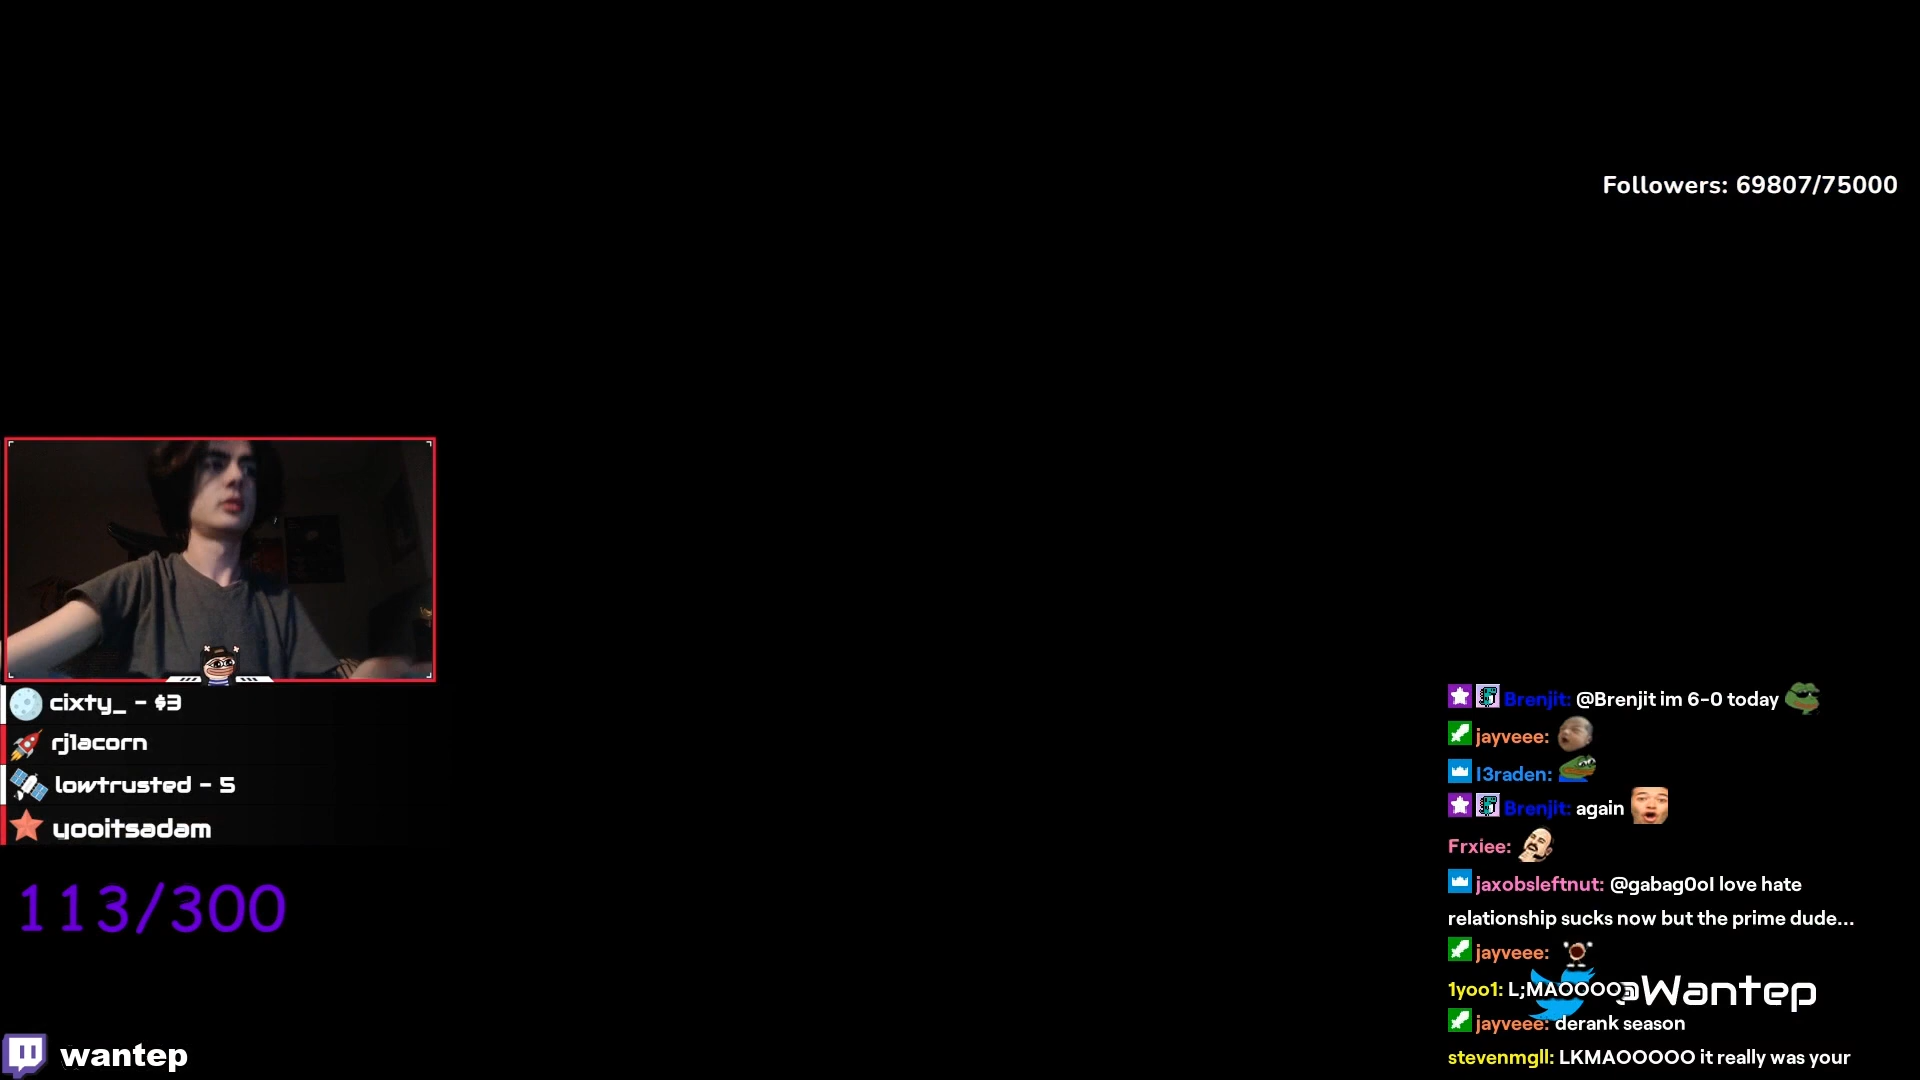 Followers: 69807/75000
cixty_ - $3
rj1acorn
lowtrusted - 5
yooitsadam
113/300
wantep
Brenjit: @Brenjit im 6-0 today
jayveee:
l3raden:
Brenjit: again
Frxiee:
jaxobsleftnut: @gabag0ol love hate
relationship sucks now but the prime dude...
jayveee:
1yoo1: L;MAOOOO
@Wantep
jayveee: derank season
stevenmgll: LKMAOOOOO it really was your